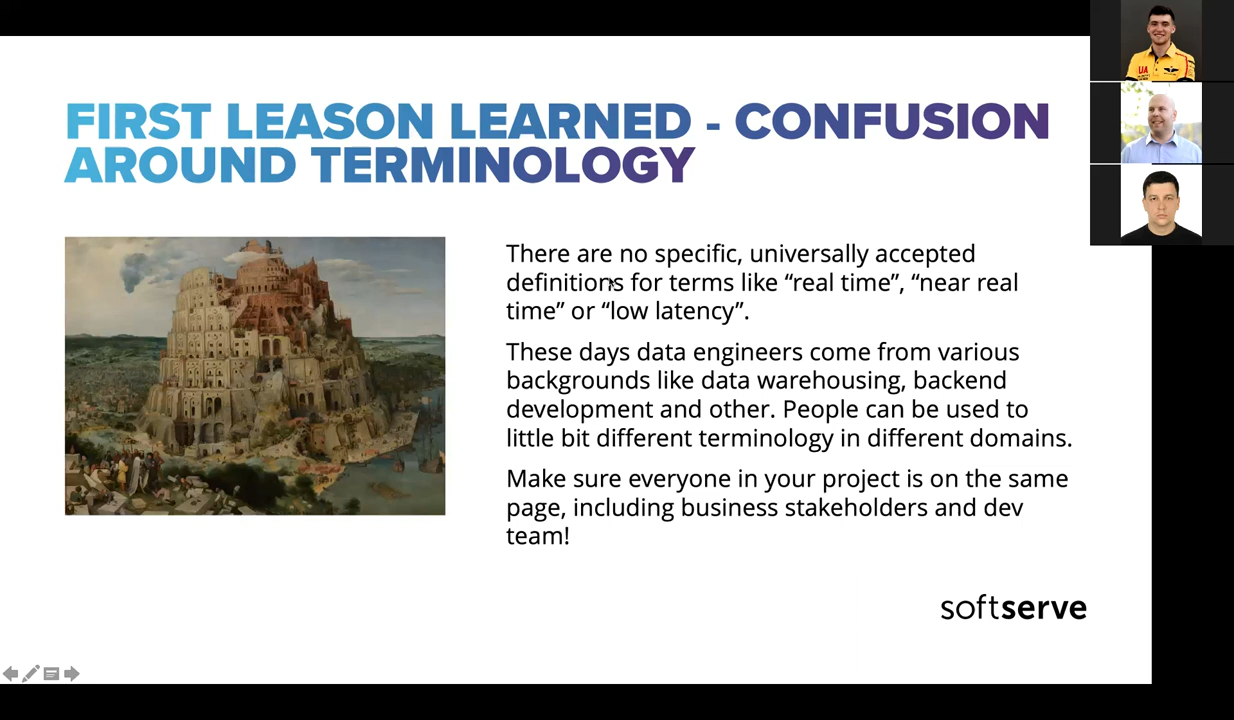 FIRST LEASON LEARNED - CONFUSION
AROUND TERMINOLOGY
There are no specific, universally accepted
definitions for terms like “real time”, “near real
time” or “low latency”.
These days data engineers come from various
backgrounds like data warehousing, backend
development and other. People can be used to
little bit different terminology in different domains.
Make sure everyone in your project is on the same
page, including business stakeholders and dev
team!
softserve
UA